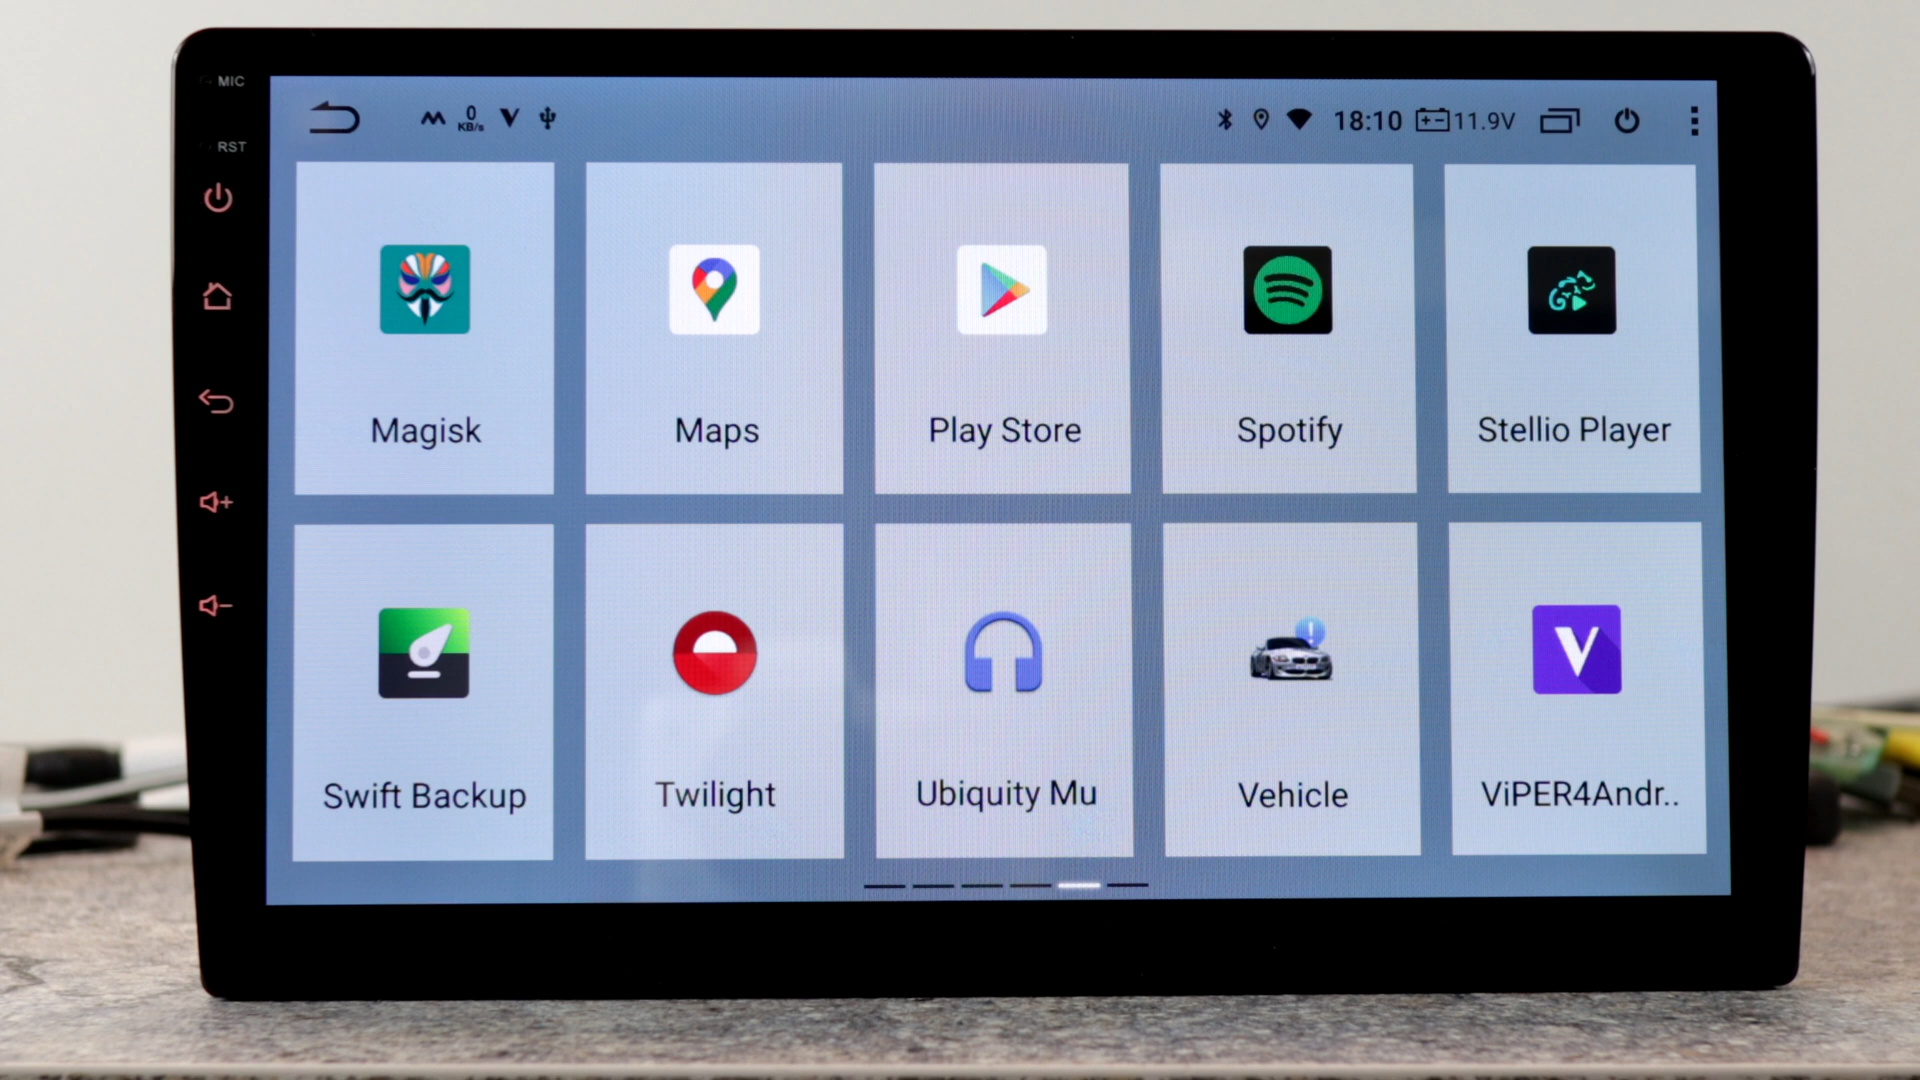 MIC
0
KB/s
18:10
11.9V
RST
Magisk
Maps
Play Store
Spotify
Stellio Player
Swift Backup
Twilight
Ubiquity Mu
Vehicle
ViPER4Andr..